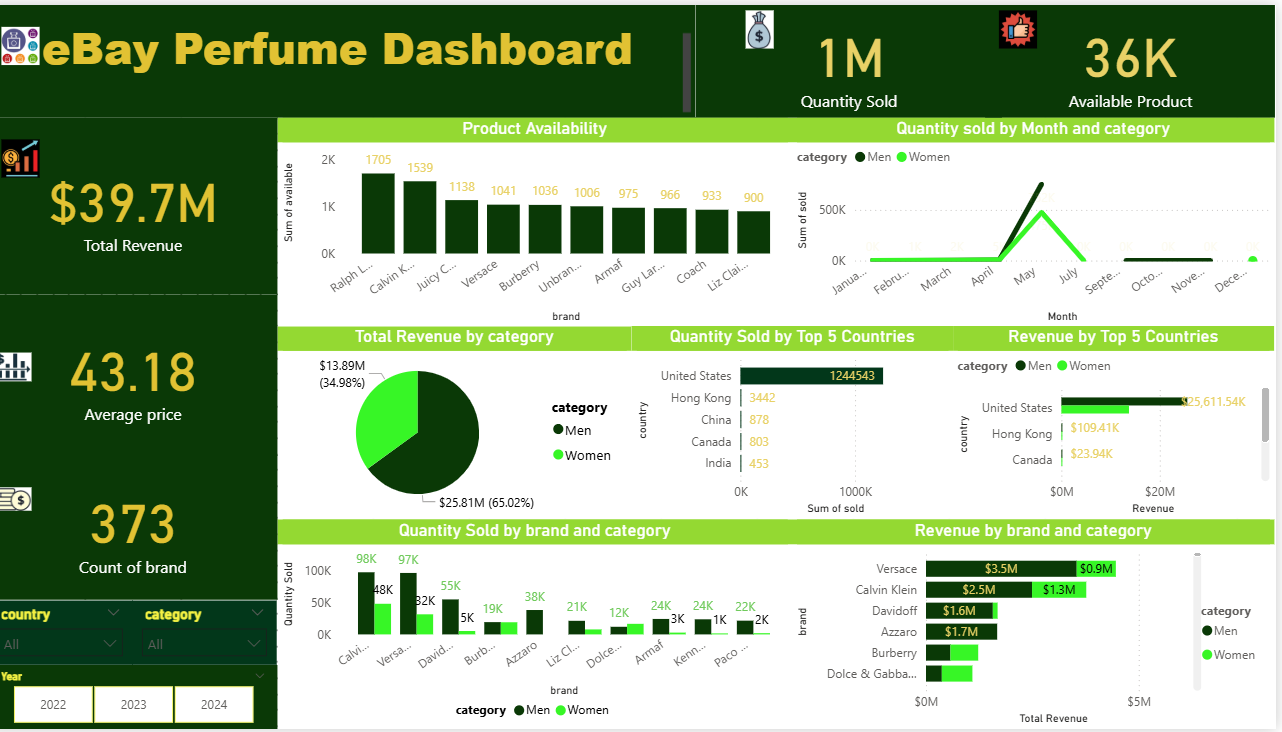 eBay Perfume Dashboard
1M
Quantity Sold
36K
Available Product
$39.7M
Total Revenue
43.18
Average price
373
Count of brand
country
All
category
All
Year
2022
2023
2024
Product Availability
Sum of available
2K
1K
0K
1705
1539
1138
1041
1036
1006
975
966
933
900
Ralph L...
Calvin K...
Juicy C...
Versace
Burberry
Unbran...
Armaf
Guy Lar...
Coach
Liz Clai...
brand
Quantity sold by Month and category
category Men Women
Sum of sold
500K
0K
Janua...
Febru...
March
April
May
July
Septe...
Octo...
Nove...
Dece...
Month
Total Revenue by category
$13.89M
(34.98%)
$25.81M (65.02%)
category
Men
Women
Quantity Sold by Top 5 Countries
country
United States
1244543
Hong Kong
3442
China
878
Canada
803
India
453
0K
1000K
Sum of sold
Revenue by Top 5 Countries
category Men Women
country
United States
$25,611.54K
Hong Kong
$109.41K
Canada
$23.94K
$0M
$20M
Revenue
Quantity Sold by brand and category
Quantity Sold
100K
50K
0K
98K
48K
97K
32K
55K
5K
19K
38K
21K
12K
24K
3K
24K
1K
22K
2K
Calvi...
Versa...
David...
Burb...
Azzaro
Liz Cl...
Dolce...
Armaf
Kenn...
Paco ...
brand
category Men Women
Revenue by brand and category
brand
Versace
$3.5M
$0.9M
Calvin Klein
$2.5M
$1.3M
Davidoff
$1.6M
Azzaro
$1.7M
Burberry
Dolce & Gabba...
$0M
$5M
Total Revenue
category
Men
Women